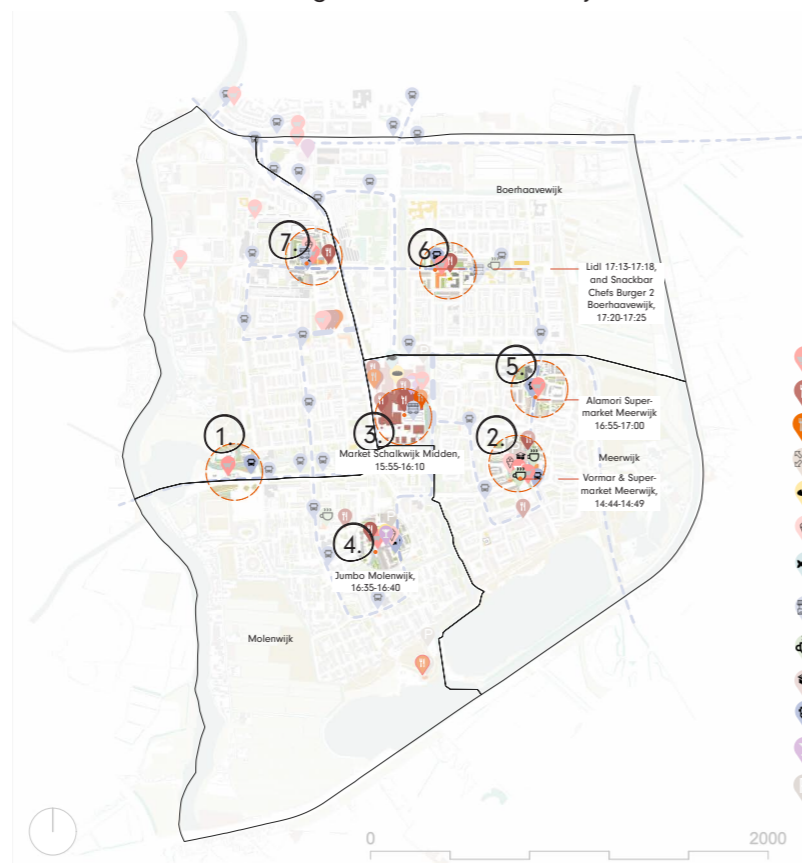 Boerhaavewijk
7.
6.
Lidl 17:13-17:18,
and Snackbar
Chefs Burger 2
Boerhaavewijk,
17:20-17:25
5.
Alamori Super-
market Meerwijk
16:55-17:00
1.
3.
2.
Market Schalkwijk Midden,
15:55-16:10
Meerwijk
Vormar & Super-
market Meerwijk,
14:44-14:49
4.
Jumbo Molenwijk,
16:35-16:40
Molenwijk
P
0
2000